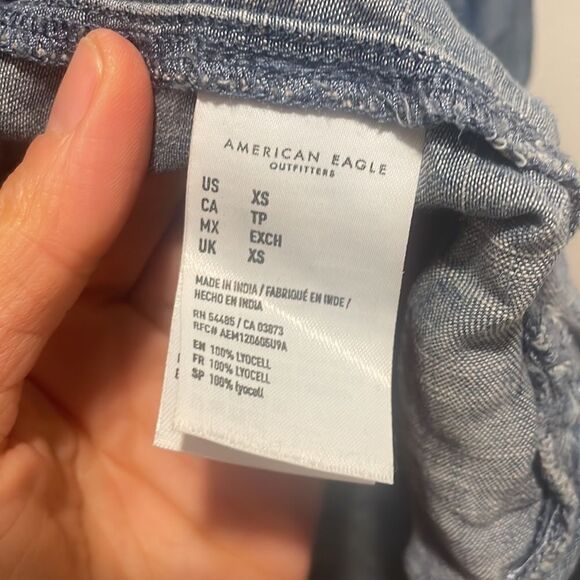 AMERICAN EAGLE
OUTFITTERS
US XS
CA TP
MX EXCH
UK XS
MADE IN INDIA / FABRIQUÉ EN INDE /
HECHO EN INDIA
RN 54485 / CA 03873
RFC# AEM120605U9A
EN 100% LYOCELL
FR 100% LYOCELL
SP 100% lyocell